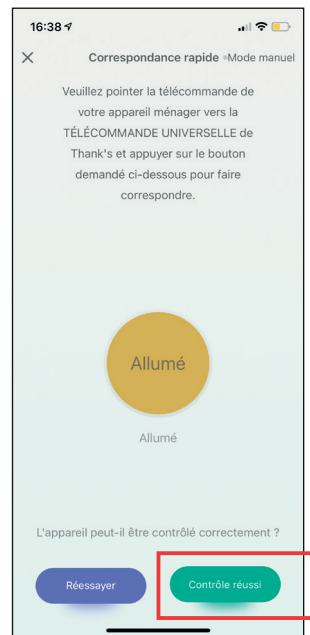 16:38
Correspondance rapide Mode manuel
Veuillez pointer la télécommande de
votre appareil ménager vers la
TÉLÉCOMMANDE UNIVERSELLE de
Thank's et appuyer sur le bouton
demandé ci-dessous pour faire
correspondre.
Allumé
Allumé
L'appareil peut-il être contrôlé correctement ?
Réessayer Contrôle réussi